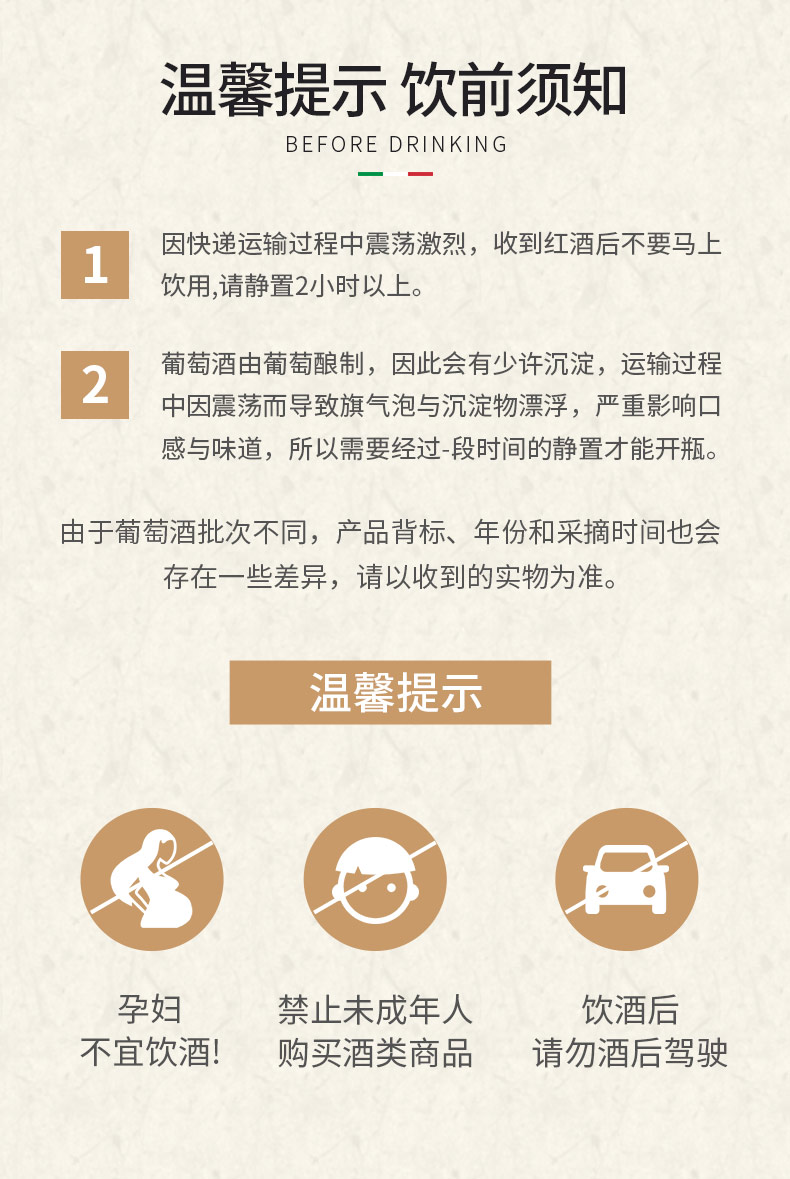 温馨提示 饮前须知
BEFORE DRINKING
1
因快递运输过程中震荡激烈，收到红酒后不要马上
饮用,请静置2小时以上。
2
葡萄酒由葡萄酿制，因此会有少许沉淀，运输过程
中因震荡而导致旗气泡与沉淀物漂浮，严重影响口
感与味道，所以需要经过-段时间的静置才能开瓶。
由于葡萄酒批次不同，产品背标、年份和采摘时间也会
存在一些差异，请以收到的实物为准。
温馨提示
孕妇
不宜饮酒!
禁止未成年人
购买酒类商品
饮酒后
请勿酒后驾驶